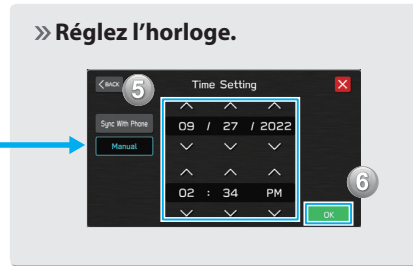 » Réglez l’horloge.
< BACK
5
Time Setting
Sync With Phone
Manual
09 / 27 / 2022
02 : 34 PM
6
OK